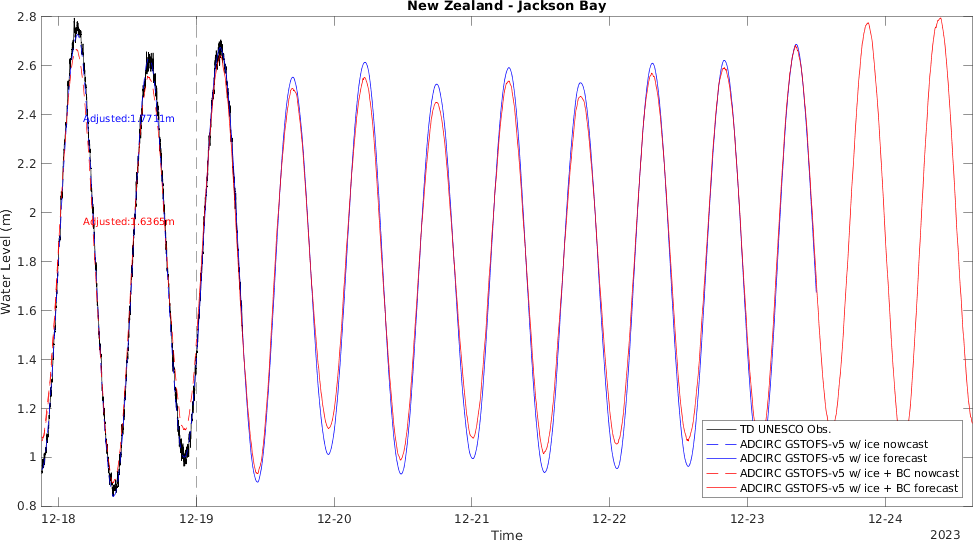 New Zealand - Jackson Bay
2.8
2.6
2.4
2.2
2
1.8
1.6
1.4
1.2
1
0.8
Water Level (m)
Adjusted:1.7711m
Adjusted:1.6365m
TD UNESCO Obs.
ADCIRC GSTOFS-v5 w/ ice nowcast
ADCIRC GSTOFS-v5 w/ ice forecast
ADCIRC GSTOFS-v5 w/ ice + BC nowcast
ADCIRC GSTOFS-v5 w/ ice + BC forecast
12-18 12-19 12-20 12-21 12-22 12-23 12-24
Time
2023